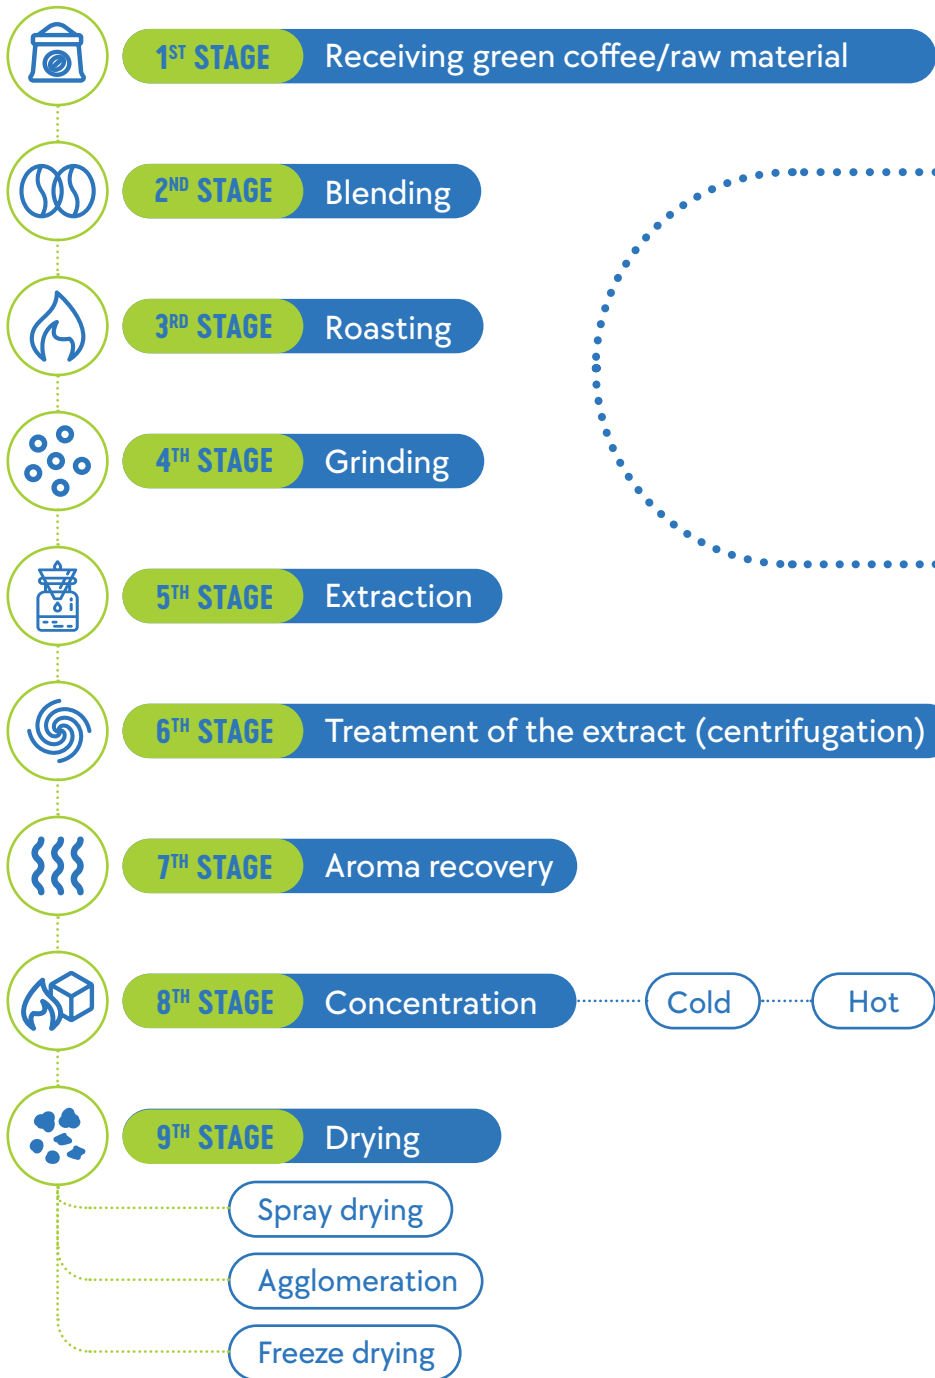 1ST STAGE Receiving green coffee/raw material
2ND STAGE Blending
3RD STAGE Roasting
4TH STAGE Grinding
5TH STAGE Extraction
6TH STAGE Treatment of the extract (centrifugation)
7TH STAGE Aroma recovery
8TH STAGE Concentration Cold Hot
9TH STAGE Drying
Spray drying
Agglomeration
Freeze drying